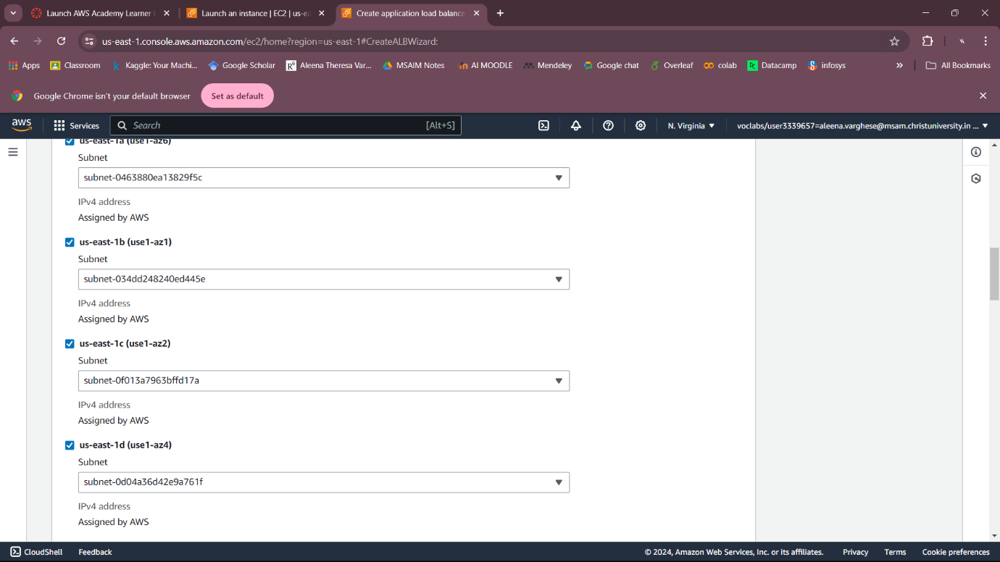 Launch AWS Academy Learner
Launch an instance | EC2 | us-ea
Create application load balance
us-east-1.console.aws.amazon.com/ec2/home?region=us-east-1#CreateALBWizard:
Apps
Classroom
Kaggle: Your Machi...
Google Scholar
Aleena Theresa Var...
MSAIM Notes
AI MOODLE
Mendeley
Google chat
Overleaf
colab
Datacamp
infosys
All Bookmarks
Google Chrome isn't your default browser
Set as default
aws
Services
Search
[Alt+S]
N. Virginia
voclabs/user3339657=aleena.varghese@msam.christuniversity.in ...
us-east-1a (use1-az6)
Subnet
subnet-0463880ea13829f5c
IPv4 address
Assigned by AWS
us-east-1b (use1-az1)
Subnet
subnet-034dd248240ed445e
IPv4 address
Assigned by AWS
us-east-1c (use1-az2)
Subnet
subnet-0f013a7963bffd17a
IPv4 address
Assigned by AWS
us-east-1d (use1-az4)
Subnet
subnet-0d04a36d42e9a761f
IPv4 address
Assigned by AWS
CloudShell
Feedback
© 2024, Amazon Web Services, Inc. or its affiliates.
Privacy
Terms
Cookie preferences